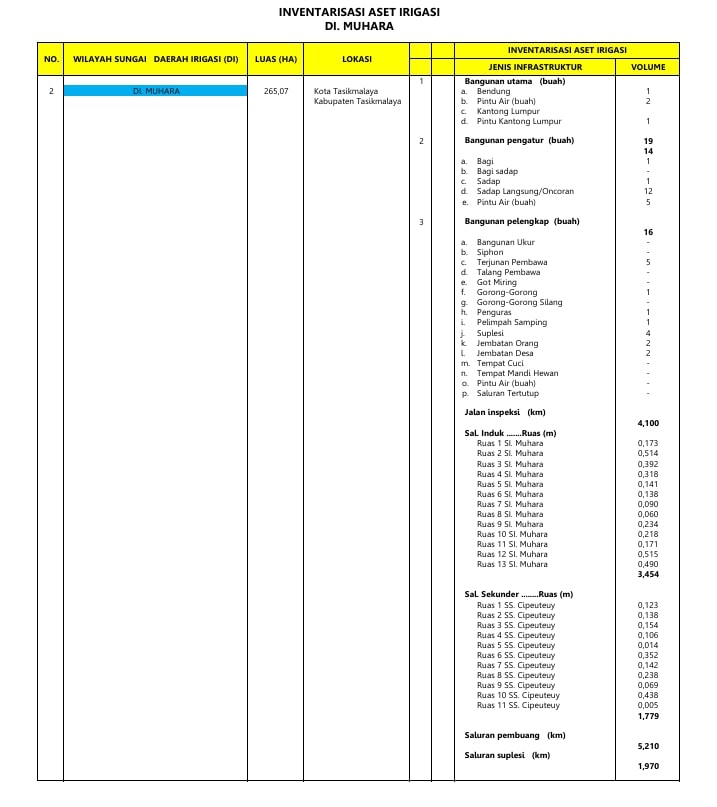 INVENTARISASI ASET IRIGASI
DI. MUHARA
NO. WILAYAH SUNGAI DAERAH IRIGASI (DI) LUAS (HA) LOKASI INVENTARISASI ASET IRIGASI
JENIS INFRASTRUKTUR VOLUME
1 Bangunan utama (buah)
2 DI. MUHARA 265,07 Kota Tasikmalaya a. Bendung 1
Kabupaten Tasikmalaya b. Pintu Air (buah) 2
c. Kantong Lumpur
d. Pintu Kantong Lumpur 1
2 Bangunan pengatur (buah) 19
14
a. Bagi 1
b. Bagi sadap -
c. Sadap 1
d. Sadap Langsung/Oncoran 12
e. Pintu Air (buah) 5
3 Bangunan pelengkap (buah)
16
a. Bangunan Ukur -
b. Siphon -
c. Terjunan Pembawa 5
d. Talang Pembawa -
e. Got Miring -
f. Gorong-Gorong 1
g. Gorong-Gorong Silang -
h. Penguras 1
i. Pelimpah Samping 1
j. Suplesi 4
k. Jembatan Orang 2
l. Jembatan Desa 2
m. Tempat Cuci -
n. Tempat Mandi Hewan -
o. Pintu Air (buah) -
p. Saluran Tertutup -
Jalan inspeksi (km)
4,100
Sal. Induk .......Ruas (m)
Ruas 1 SI. Muhara 0,173
Ruas 2 SI. Muhara 0,514
Ruas 3 SI. Muhara 0,392
Ruas 4 SI. Muhara 0,318
Ruas 5 SI. Muhara 0,141
Ruas 6 SI. Muhara 0,138
Ruas 7 SI. Muhara 0,090
Ruas 8 SI. Muhara 0,060
Ruas 9 SI. Muhara 0,234
Ruas 10 SI. Muhara 0,218
Ruas 11 SI. Muhara 0,171
Ruas 12 SI. Muhara 0,515
Ruas 13 SI. Muhara 0,490
3,454
Sal. Sekunder ........Ruas (m)
Ruas 1 SS. Cipeuteuy 0,123
Ruas 2 SS. Cipeuteuy 0,138
Ruas 3 SS. Cipeuteuy 0,154
Ruas 4 SS. Cipeuteuy 0,106
Ruas 5 SS. Cipeuteuy 0,014
Ruas 6 SS. Cipeuteuy 0,352
Ruas 7 SS. Cipeuteuy 0,142
Ruas 8 SS. Cipeuteuy 0,238
Ruas 9 SS. Cipeuteuy 0,069
Ruas 10 SS. Cipeuteuy 0,438
Ruas 11 SS. Cipeuteuy 0,005
1,779
Saluran pembuang (km)
5,210
Saluran suplesi (km)
1,970